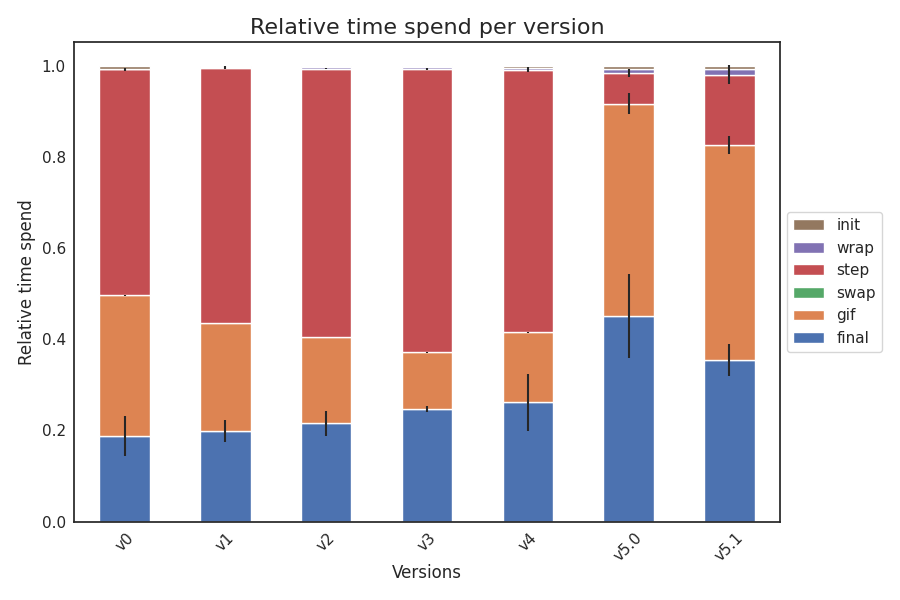 Relative time spend per version
Relative time spend
1.0
0.8
0.6
0.4
0.2
0.0
v0
v1
v2
v3
v4
v5.0
v5.1
Versions
init
wrap
step
swap
gif
final